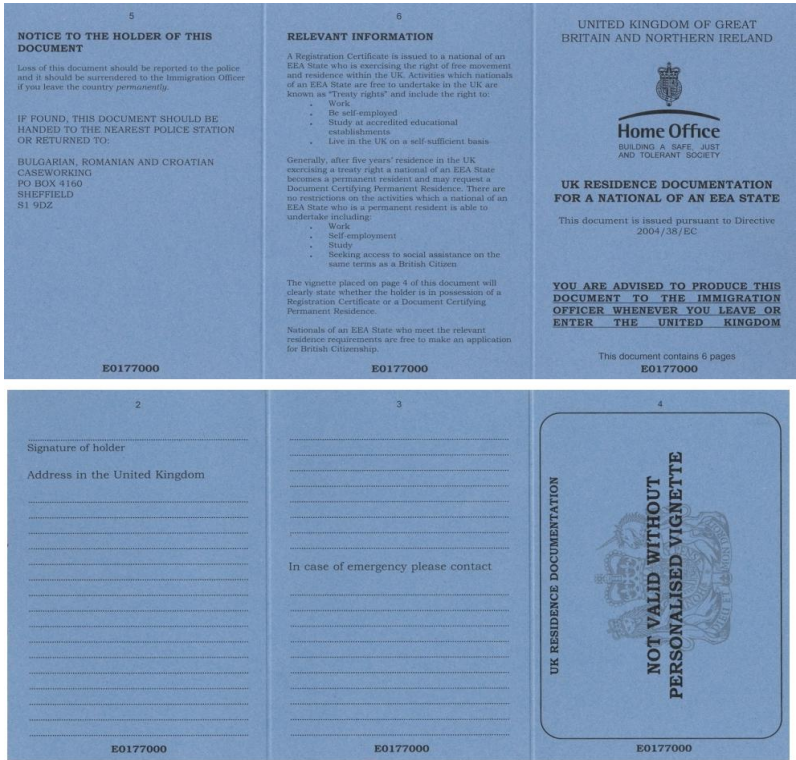 5
NOTICE TO THE HOLDER OF THIS
DOCUMENT
Loss of this document should be reported to the police
and it should be surrendered to the Immigration Officer
if you leave the country permanently.
IF FOUND, THIS DOCUMENT SHOULD BE
HANDED TO THE NEAREST POLICE STATION
OR RETURNED TO:
BULGARIAN, ROMANIAN AND CROATIAN
CASEWORKING
PO BOX 4160
SHEFFIELD
S1 9DZ
E0177000
6
RELEVANT INFORMATION
A Registration Certificate is issued to a national of an
EEA State who is exercising the right of free movement
and residence within the UK. Activities which nationals
of an EEA State are free to undertake in the UK are
known as "Treaty rights" and include the right to:
• Work
• Be self-employed
• Study at accredited educational
establishments
• Live in the UK on a self-sufficient basis
Generally, after five years' residence in the UK
exercising a treaty right a national of an EEA State
becomes a permanent resident and may request a
Document Certifying Permanent Residence. There are
no restrictions on the activities which a national of an
EEA State who is a permanent resident is able to
undertake including:
• Work
• Self-employment
• Study
• Seeking access to social assistance on the
same terms as a British Citizen
The vignette placed on page 4 of this document will
clearly state whether the holder is in possession of a
Registration Certificate or a Document Certifying
Permanent Residence.
Nationals of an EEA State who meet the relevant
residence requirements are free to make an application
for British Citizenship.
E0177000
UNITED KINGDOM OF GREAT
BRITAIN AND NORTHERN IRELAND
Home Office
BUILDING A SAFE, JUST
AND TOLERANT SOCIETY
UK RESIDENCE DOCUMENTATION
FOR A NATIONAL OF AN EEA STATE
This document is issued pursuant to Directive
2004/38/EC
YOU ARE ADVISED TO PRODUCE THIS
DOCUMENT TO THE IMMIGRATION
OFFICER WHENEVER YOU LEAVE OR
ENTER THE UNITED KINGDOM
This document contains 6 pages
E0177000
2
Signature of holder
Address in the United Kingdom
E0177000
3
In case of emergency please contact
E0177000
4
UK RESIDENCE DOCUMENTATION
NOT VALID WITHOUT
PERSONALISED VIGNETTE
E0177000